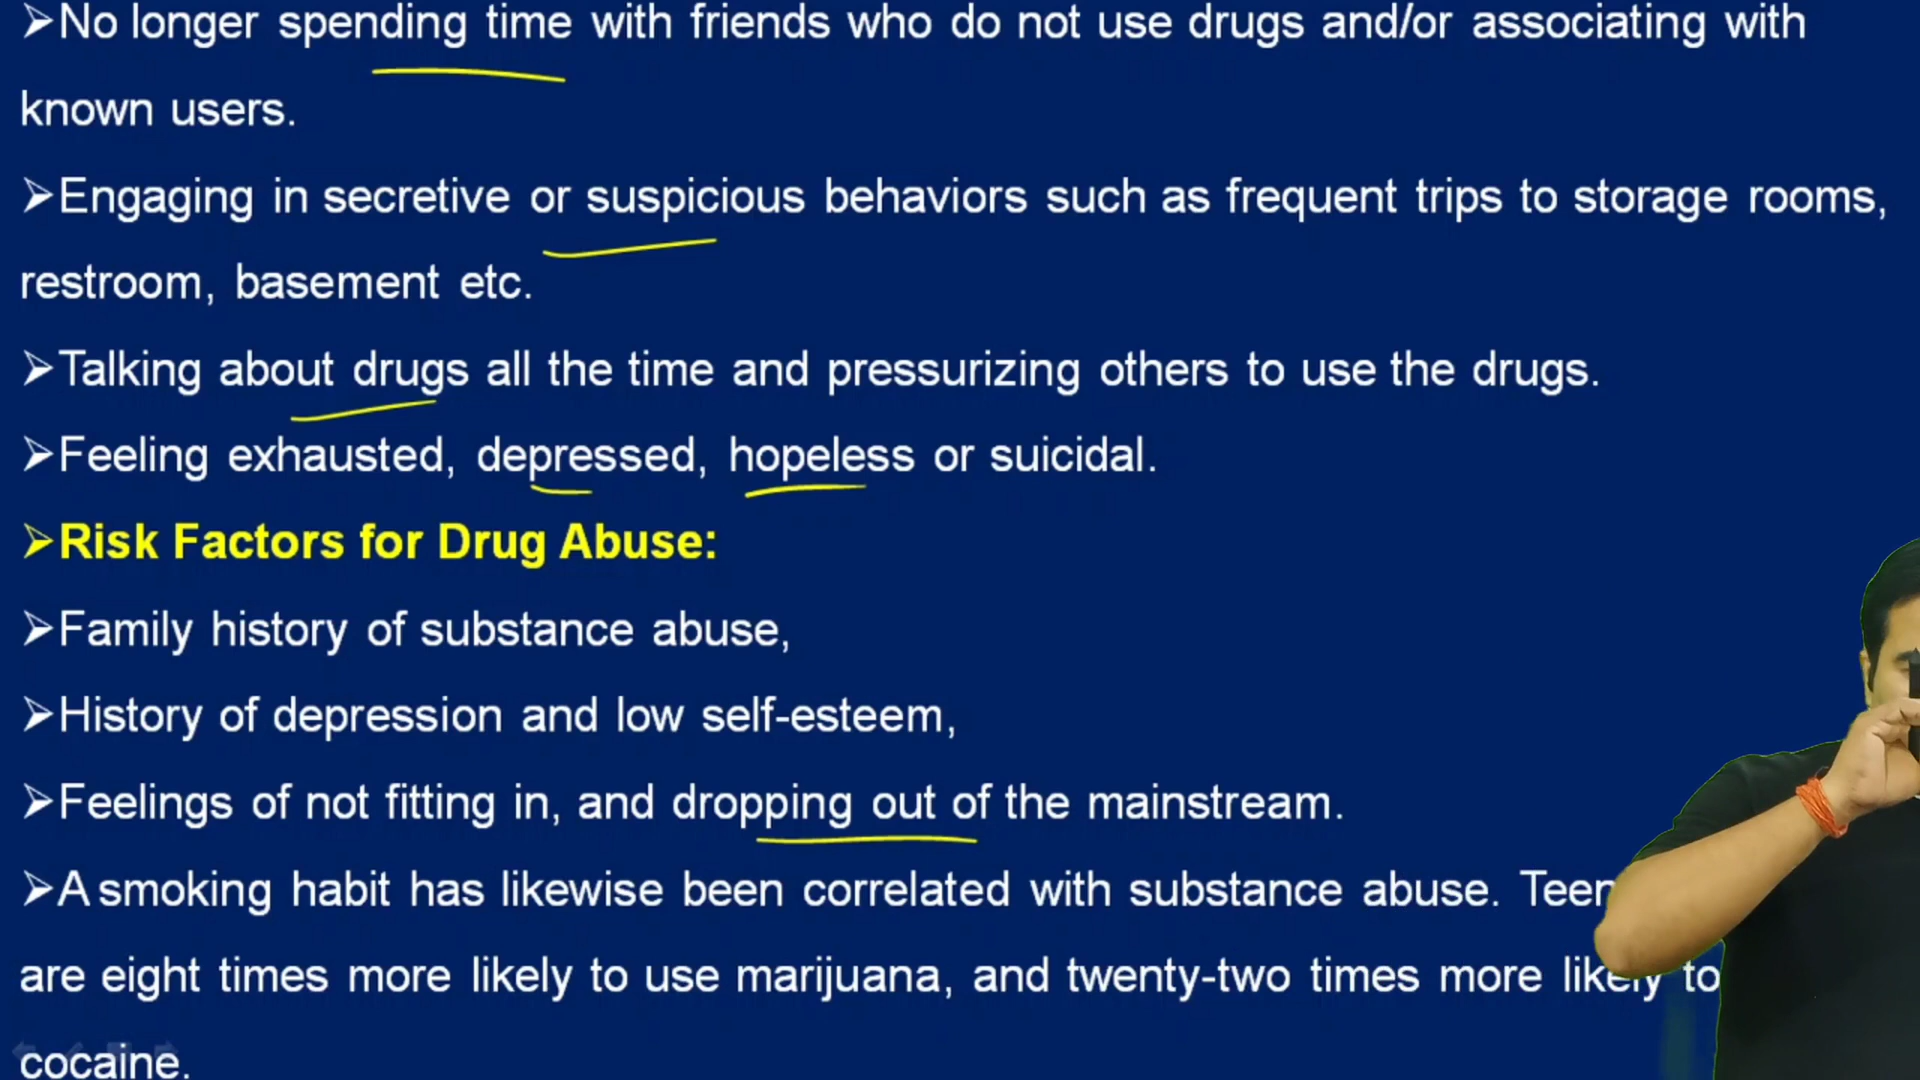 ➢No longer spending time with friends who do not use drugs and/or associating with
known users.
➢Engaging in secretive or suspicious behaviors such as frequent trips to storage rooms,
restroom, basement etc.
➢Talking about drugs all the time and pressurizing others to use the drugs.
➢Feeling exhausted, depressed, hopeless or suicidal.
➢Risk Factors for Drug Abuse:
➢Family history of substance abuse,
➢History of depression and low self-esteem,
➢Feelings of not fitting in, and dropping out of the mainstream.
➢A smoking habit has likewise been correlated with substance abuse.
are eight times more likely to use marijuana, and twenty-two times more likely to
cocaine.